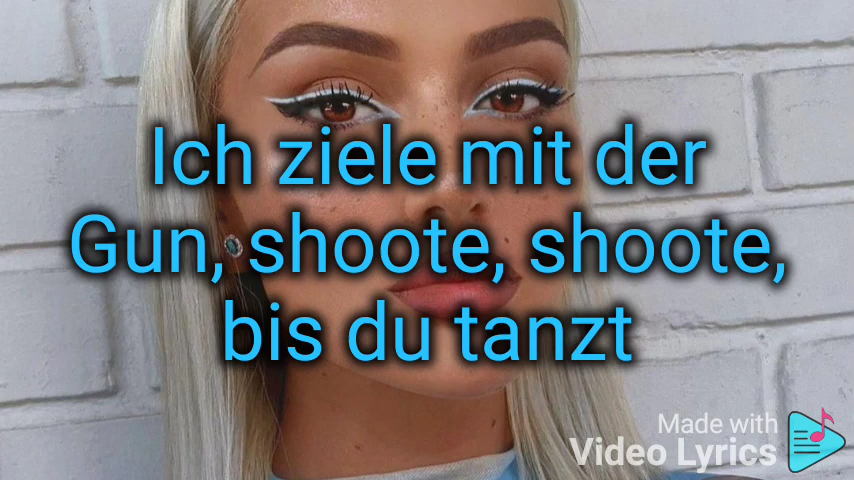 Ich ziele mit der
Gun, shoote, shoote,
bis du tanzt
Made with
Video Lyrics